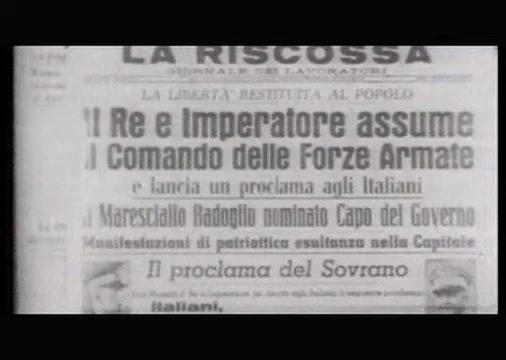 LA RISCOSSA
GIORNALE DEI LAVORATORI
LA LIBERTA' RESTITUITA AL POPOLO
Il Re e Imperatore assume
il Comando delle Forze Armate
e lancia un proclama agli Italiani
il Maresciallo Badoglio nominato Capo del Governo
Manifestazioni di patriottica esultanza nella Capitale
Il proclama del Sovrano
Italiani,